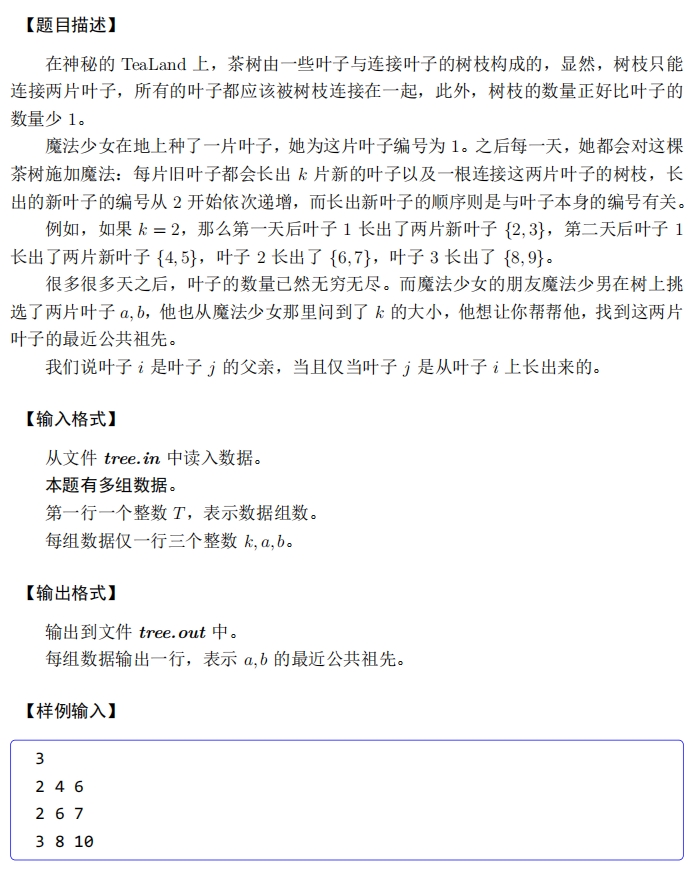 【题目描述】
在神秘的 TeaLand 上，茶树由一些叶子与连接叶子的树枝构成的，显然，树枝只能
连接两片叶子，所有的叶子都应该被树枝连接在一起，此外，树枝的数量正好比叶子的
数量少 1。
魔法少女在地上种了一片叶子，她为这片叶子编号为 1。之后每一天，她都会对这棵
茶树施加魔法：每片旧叶子都会长出 k 片新的叶子以及一根连接这两片叶子的树枝，长
出的新叶子的编号从 2 开始依次递增，而长出新叶子的顺序则是与叶子本身的编号有关。
例如，如果 k = 2，那么第一天后叶子 1 长出了两片新叶子 {2, 3}，第二天后叶子 1
长出了两片新叶子 {4, 5}，叶子 2 长出了 {6, 7}，叶子 3 长出了 {8, 9}。
很多很多天之后，叶子的数量已然无穷无尽。而魔法少女的朋友魔法少男在树上挑
选了两片叶子 a, b，他也从魔法少女那里问到了 k 的大小，他想让你帮帮他，找到这两片
叶子的最近公共祖先。
我们说叶子 i 是叶子 j 的父亲，当且仅当叶子 j 是从叶子 i 上长出来的。
【输入格式】
从文件 tree.in 中读入数据。
本题有多组数据。
第一行一个整数 T，表示数据组数。
每组数据仅一行三个整数 k, a, b。
【输出格式】
输出到文件 tree.out 中。
每组数据输出一行，表示 a, b 的最近公共祖先。
【样例输入】
3
2 4 6
2 6 7
3 8 10